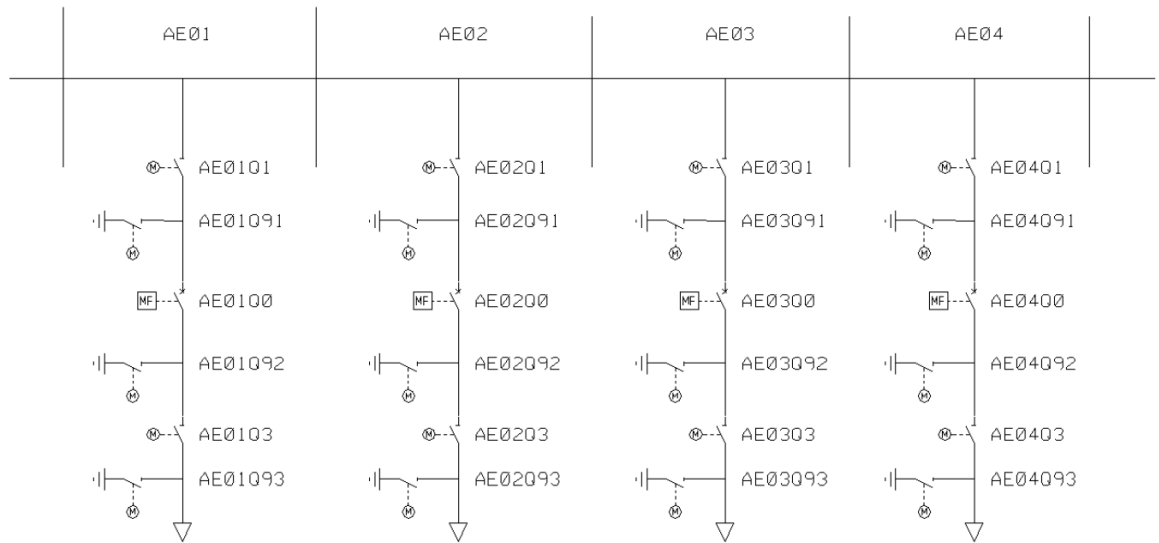 AE01 AE02 AE03 AE04
M AE01Q1 M AE02Q1 M AE03Q1 M AE04Q1
AE01Q91 AE02Q91 AE03Q91 AE04Q91
M M M M
MF AE01Q0 MF AE02Q0 MF AE03Q0 MF AE04Q0
AE01Q92 AE02Q92 AE03Q92 AE04Q92
M M M M
M AE01Q3 M AE02Q3 M AE03Q3 M AE04Q3
AE01Q93 AE02Q93 AE03Q93 AE04Q93
M M M M